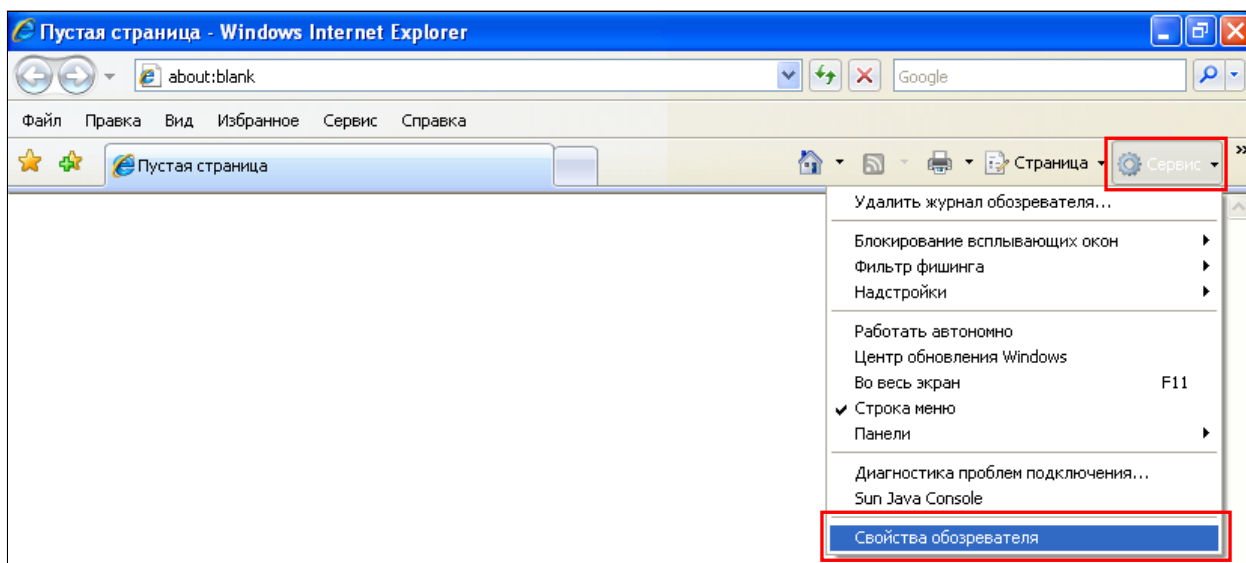 Пустая страница - Windows Internet Explorer
about:blank
Google
Файл Правка Вид Избранное Сервис Справка
Пустая страница
Страница
Сервис
»
Удалить журнал обозревателя...
Блокирование всплывающих окон
Фильтр фишинга
Надстройки
Работать автономно
Центр обновления Windows
Во весь экран F11
Строка меню
Панели
Диагностика проблем подключения...
Sun Java Console
Свойства обозревателя